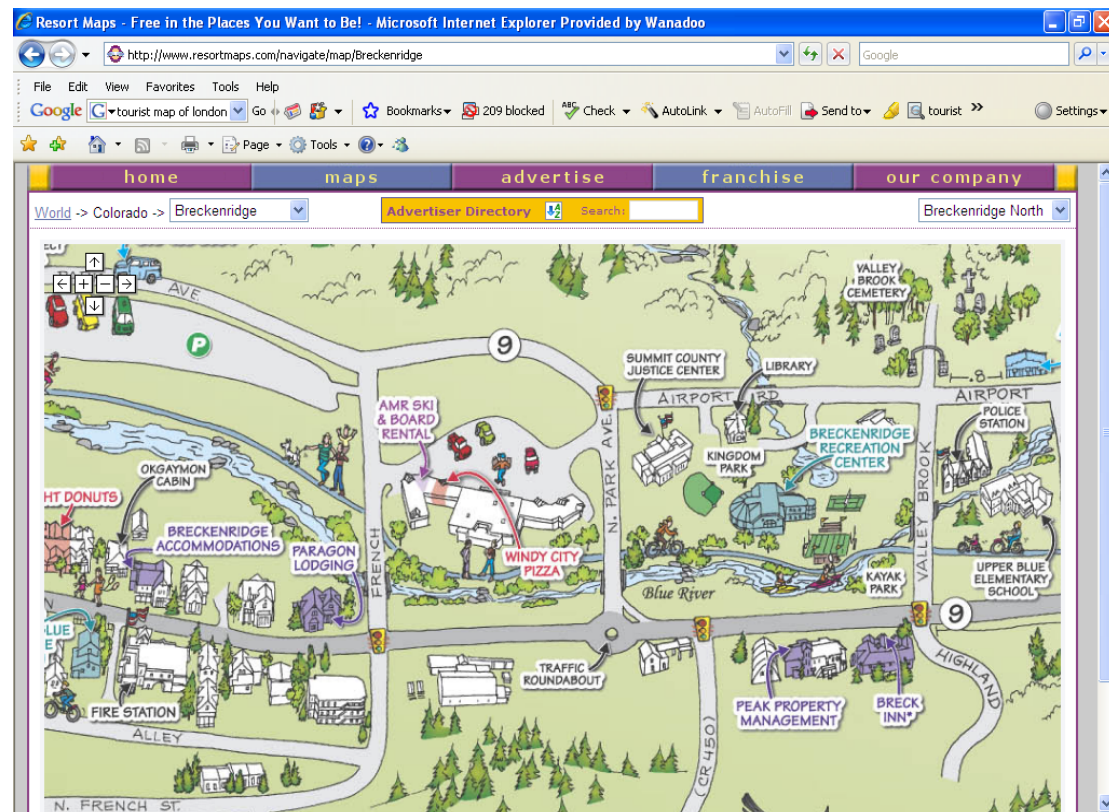 Resort Maps - Free in the Places You Want to Be! - Microsoft Internet Explorer Provided by Wanadoo
http://www.resortmaps.com/navigate/map/Breckenridge
Google
File Edit View Favorites Tools Help
Google G tourist map of london Go Bookmarks 209 blocked ABC Check AutoLink AutoFill Send to tourist » Settings
Page Tools
home maps advertise franchise our company
World -> Colorado -> Breckenridge
Advertiser Directory Search:
Breckenridge North
AVE.
P
9
VALLEY
BROOK
CEMETERY
SUMMIT COUNTY
JUSTICE CENTER
LIBRARY
.8
AIRPORT RD
AIRPORT
AMR SKI
& BOARD
RENTAL
POLICE
STATION
BRECKENRIDGE
RECREATION
CENTER
KINGDOM
PARK
N. PARK AVE.
VALLEY BROOK
OKGAYMON
CABIN
HT DONUTS
BRECKENRIDGE
ACCOMMODATIONS
PARAGON
LODGING
FRENCH
WINDY CITY
PIZZA
UPPER BLUE
ELEMENTARY
SCHOOL
KAYAK
PARK
Blue River
9
LUE
E
TRAFFIC
ROUNDABOUT
HIGHLAND
PEAK PROPERTY
MANAGEMENT
BRECK
INN*
FIRE STATION
ALLEY
(CR 450)
N. FRENCH ST.